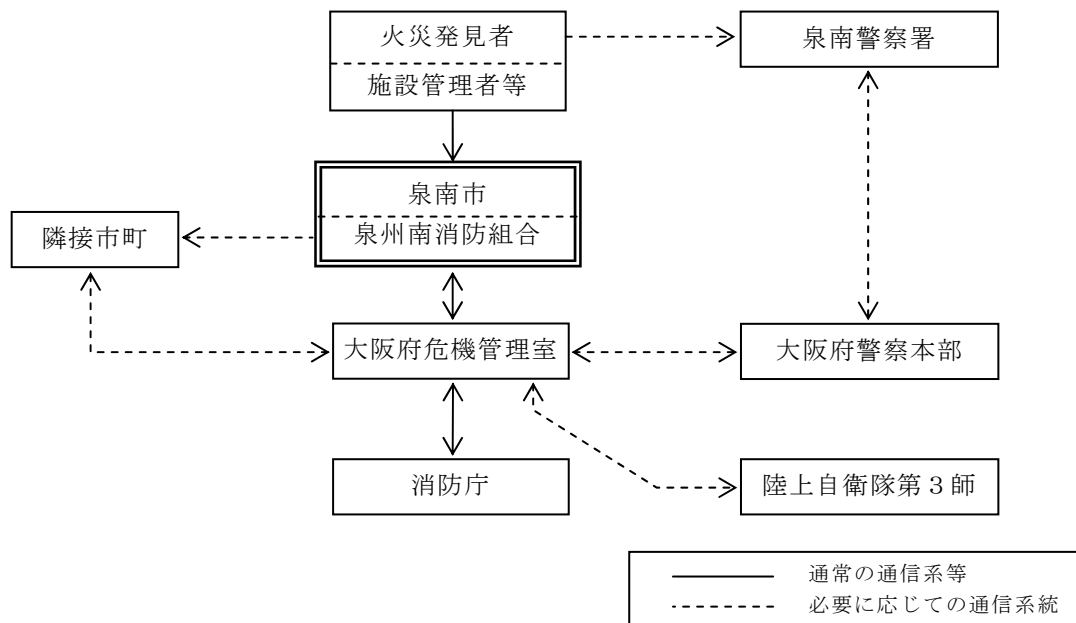 火災発見者
施設管理者等
泉南警察署
泉南市
泉州南消防組合
隣接市町
大阪府危機管理室
大阪府警察本部
消防庁
陸上自衛隊第３師
通常の通信系等
必要に応じての通信系統